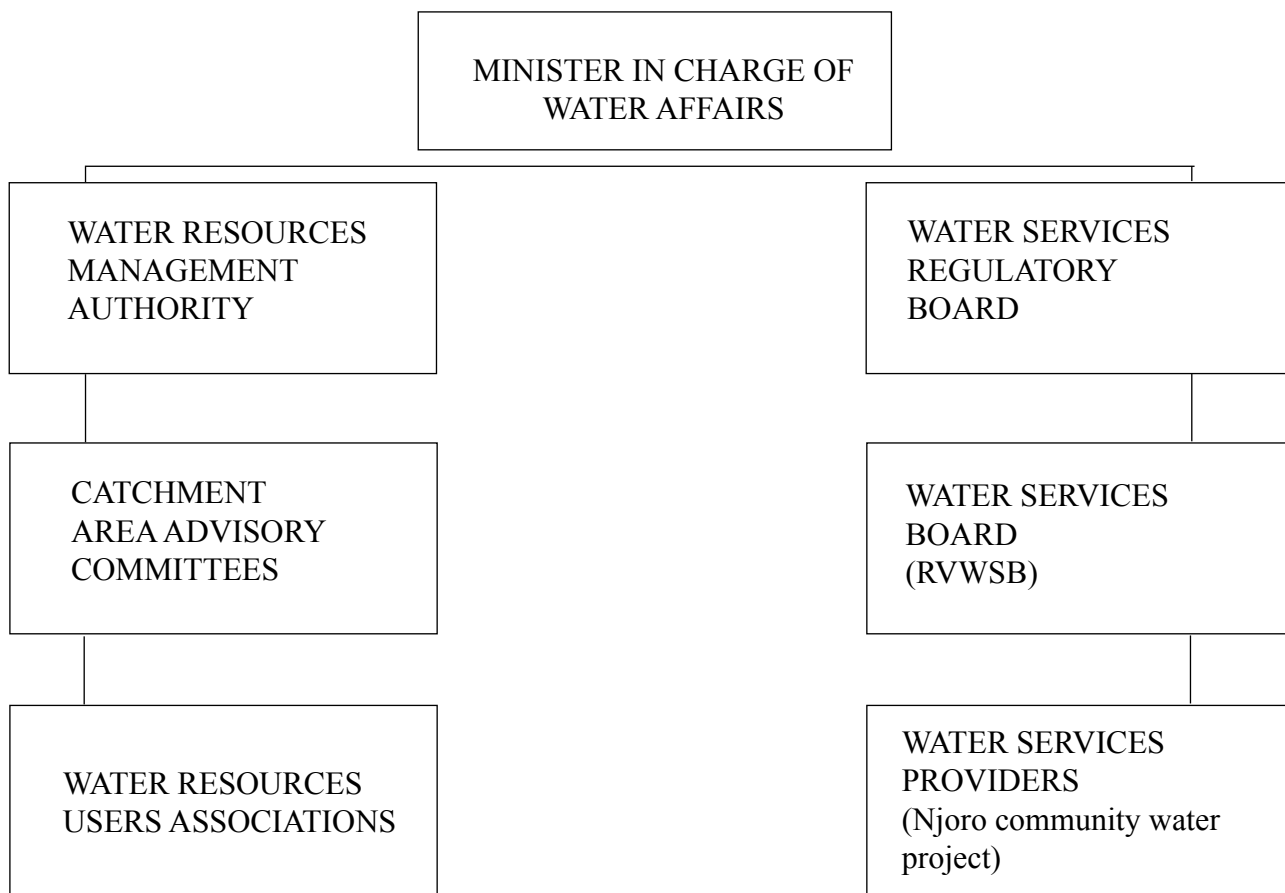 MINISTER IN CHARGE OF
WATER AFFAIRS
WATER RESOURCES
MANAGEMENT
AUTHORITY
WATER SERVICES
REGULATORY
BOARD
CATCHMENT
AREA ADVISORY
COMMITTEES
WATER SERVICES
BOARD
(RVWSB)
WATER RESOURCES
USERS ASSOCIATIONS
WATER SERVICES
PROVIDERS
(Njoro community water
project)